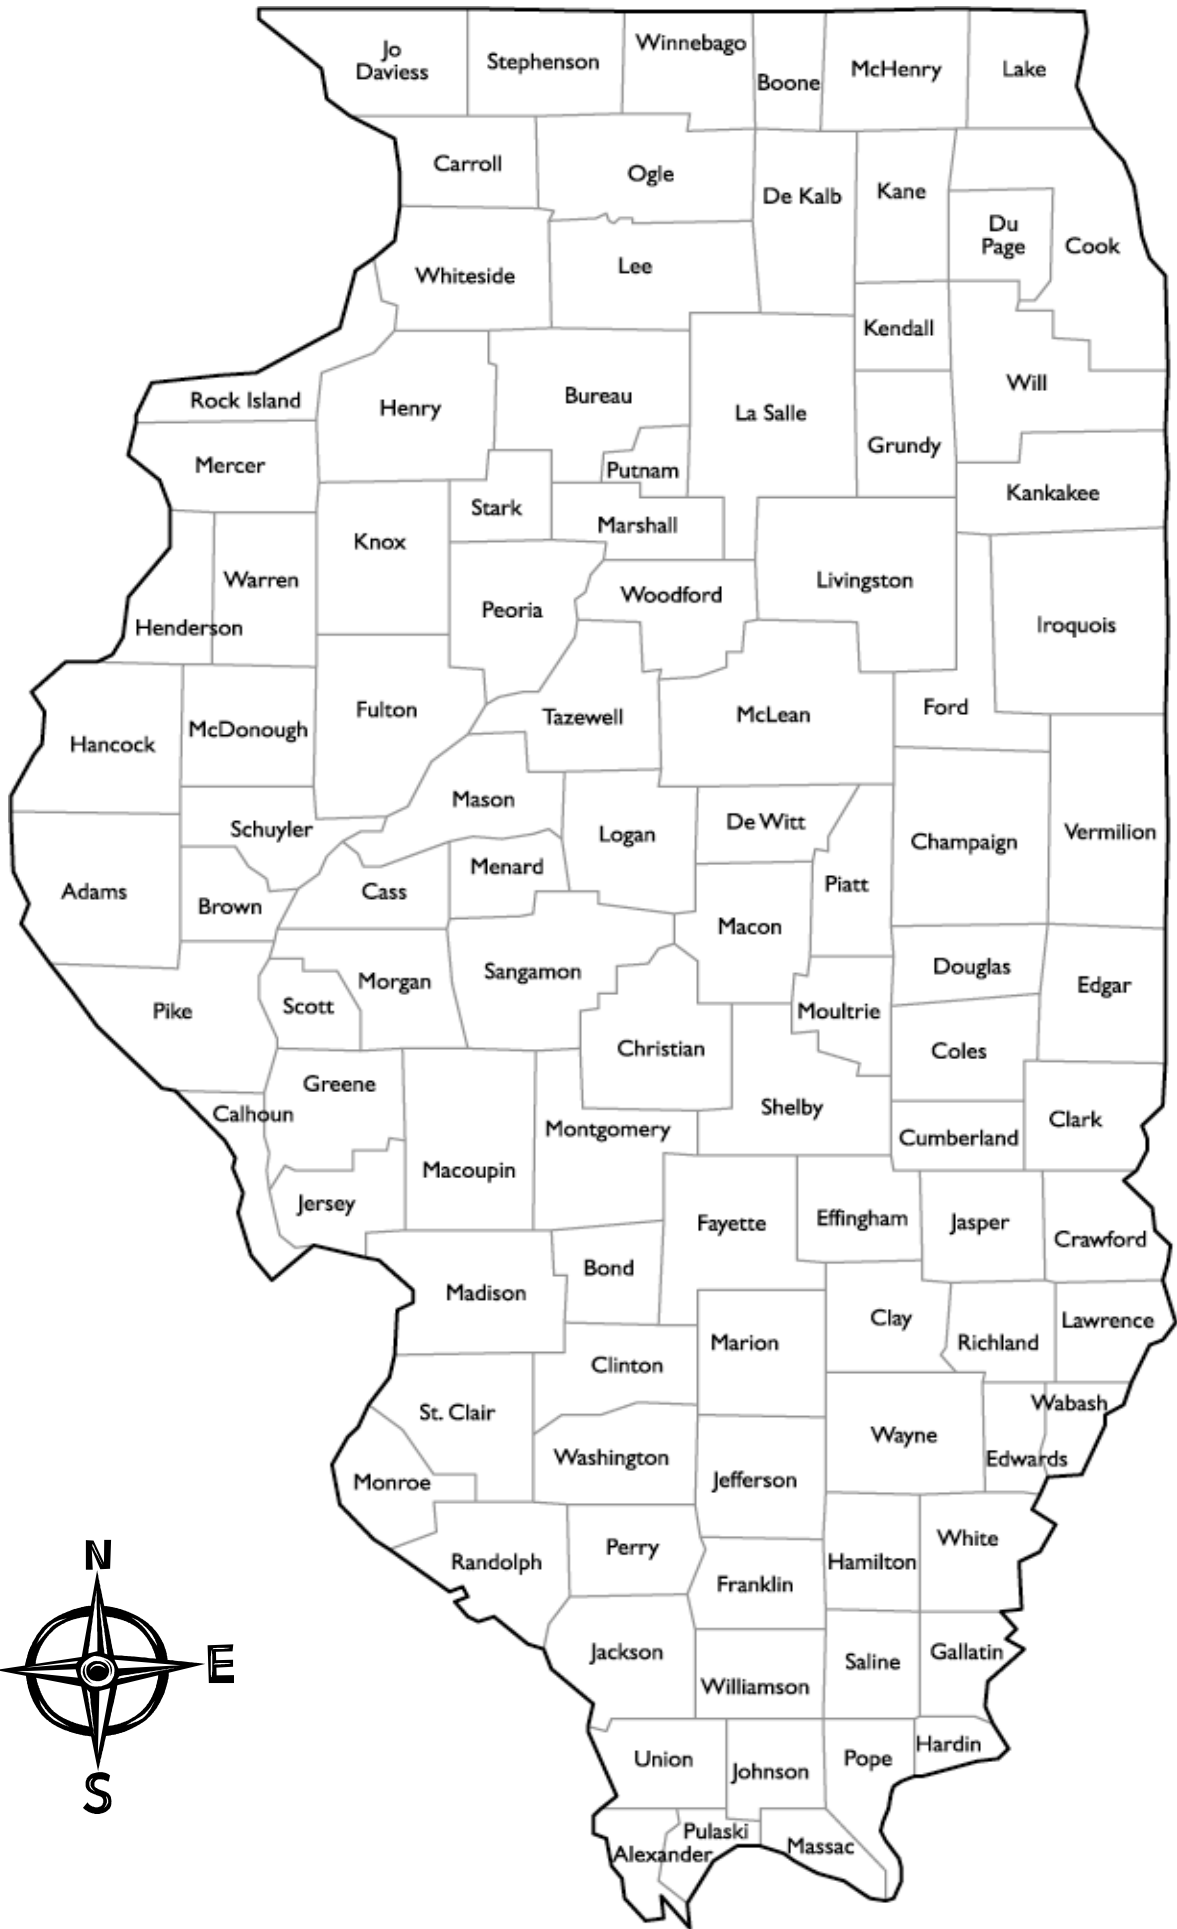 Jo
Daviess
Stephenson
Winnebago
Boone
McHenry
Lake
Carroll
Ogle
De Kalb
Kane
Du
Page
Cook
Whiteside
Lee
Kendall
Rock Island
Henry
Bureau
La Salle
Will
Grundy
Mercer
Putnam
Kankakee
Stark
Marshall
Knox
Warren
Peoria
Woodford
Livingston
Henderson
Iroquois
Hancock
McDonough
Fulton
Tazewell
McLean
Ford
Schuyler
Mason
Logan
De Witt
Champaign
Vermilion
Adams
Brown
Cass
Menard
Piatt
Macon
Pike
Scott
Morgan
Sangamon
Douglas
Edgar
Moultrie
Christian
Coles
Greene
Calhoun
Shelby
Montgomery
Cumberland
Clark
Macoupin
Jersey
Fayette
Effingham
Jasper
Crawford
Madison
Bond
Clay
Lawrence
Marion
Richland
Clinton
St. Clair
Wabash
Wayne
Washington
Edwards
Monroe
Jefferson
Randolph
Perry
Hamilton
White
Franklin
Jackson
Saline
Gallatin
Williamson
Union
Johnson
Pope
Hardin
Pulaski
Alexander
Massac
N
E
S